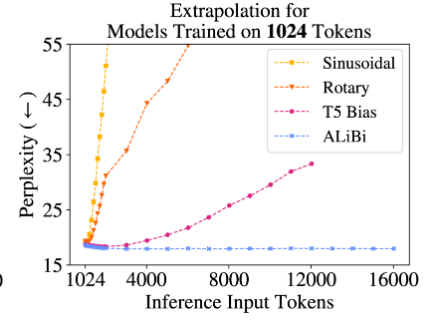 Extrapolation for
Models Trained on 1024 Tokens
Perplexity (←)
55
45
35
25
15
Sinusoidal
Rotary
T5 Bias
ALiBi
1024 4000 8000 12000 16000
Inference Input Tokens